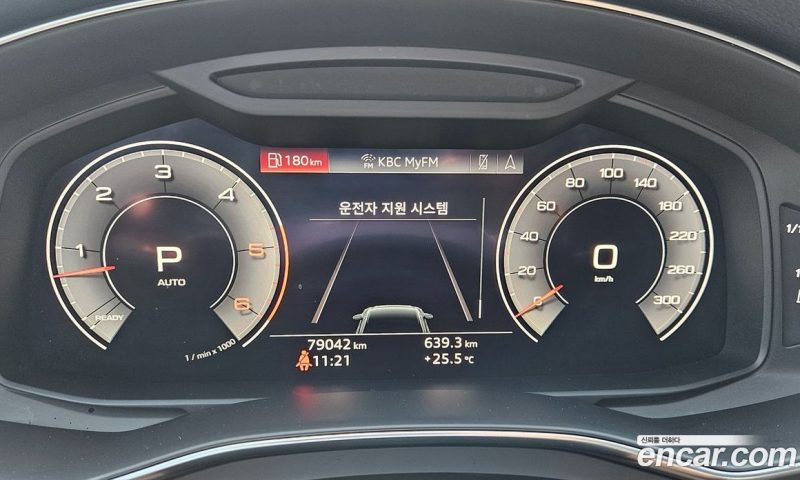 180 km
FM
KBC MyFM
운전자 지원 시스템
READY 1 2 3 4 5 6
P
AUTO
1 / min x 1000
0 20 40 60 80 100 140 180 220 260 300
0
km/h
79042 km
639.3 km
11:21
+25.5 °C
신뢰를 더하다
encar.com